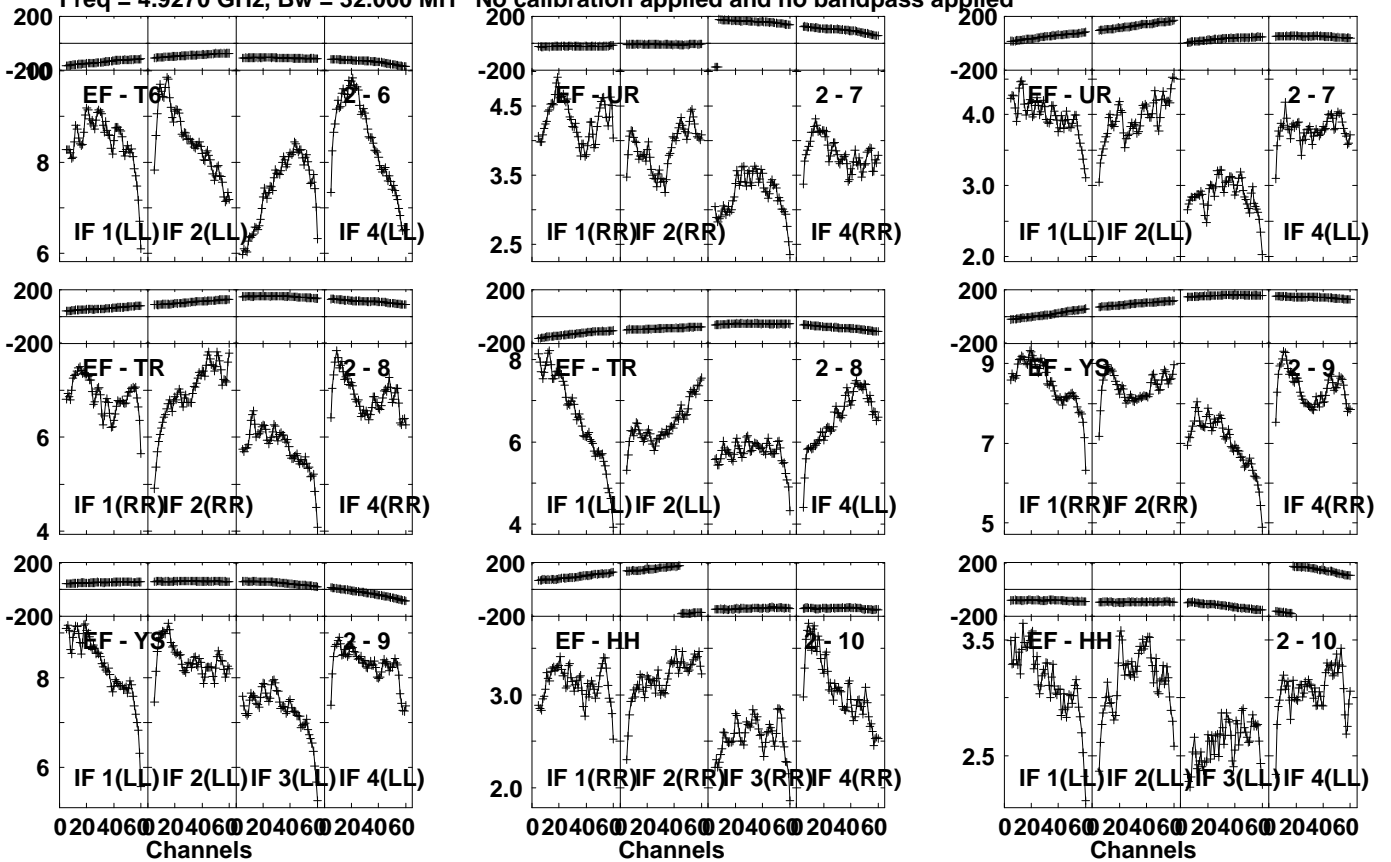 Freq = 4.9270 GHz, Bw = 32.000 MH No calibration applied and no bandpass applied
200 200 200
-200 -200 -200
10 EF - T6 2 - 6 4.5 EF - UR 2 - 7 4.0 EF - UR 2 - 7
8 3.5 3.0
IF 1(LL) IF 2(LL) IF 4(LL) IF 1(RR) IF 2(RR) IF 4(RR) IF 1(LL) IF 2(LL) IF 4(LL)
6 2.5 2.0
200 200 200
-200 -200 -200
EF - TR 2 - 8 8 EF - TR 2 - 8 9 EF - YS 2 - 9
6 6 7
IF 1(RR) IF 2(RR) IF 4(RR) IF 1(LL) IF 2(LL) IF 4(LL) IF 1(RR) IF 2(RR) IF 4(RR)
4 4 5
200 200 200
-200 -200 -200
EF - YS 2 - 9 EF - HH 2 - 10 3.5 EF - HH 2 - 10
8 3.0 2.5
6 IF 1(LL) IF 2(LL) IF 3(LL) IF 4(LL) 2.0 IF 1(RR) IF 2(RR) IF 3(RR) IF 4(RR) IF 1(LL) IF 2(LL) IF 3(LL) IF 4(LL)
0 20 40 60 0 20 40 60 0 20 40 60 0 20 40 60 0 20 40 60 0 20 40 60 0 20 40 60 0 20 40 60 0 20 40 60 0 20 40 60 0 20 40 60 0 20 40 60
Channels Channels Channels